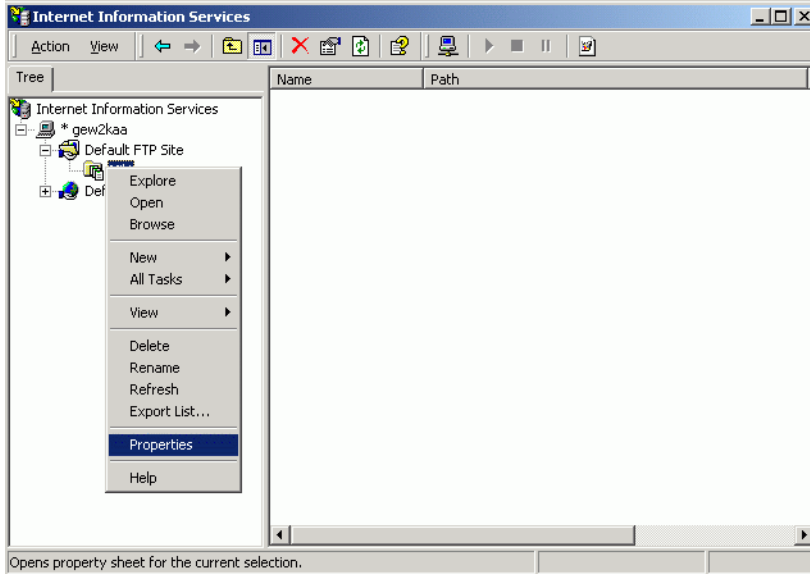 Internet Information Services
Action View
Tree
Name Path
Internet Information Services
* gew2kaa
Default FTP Site
Def
Explore
Open
Browse
New
All Tasks
View
Delete
Rename
Refresh
Export List...
Properties
Help
Opens property sheet for the current selection.